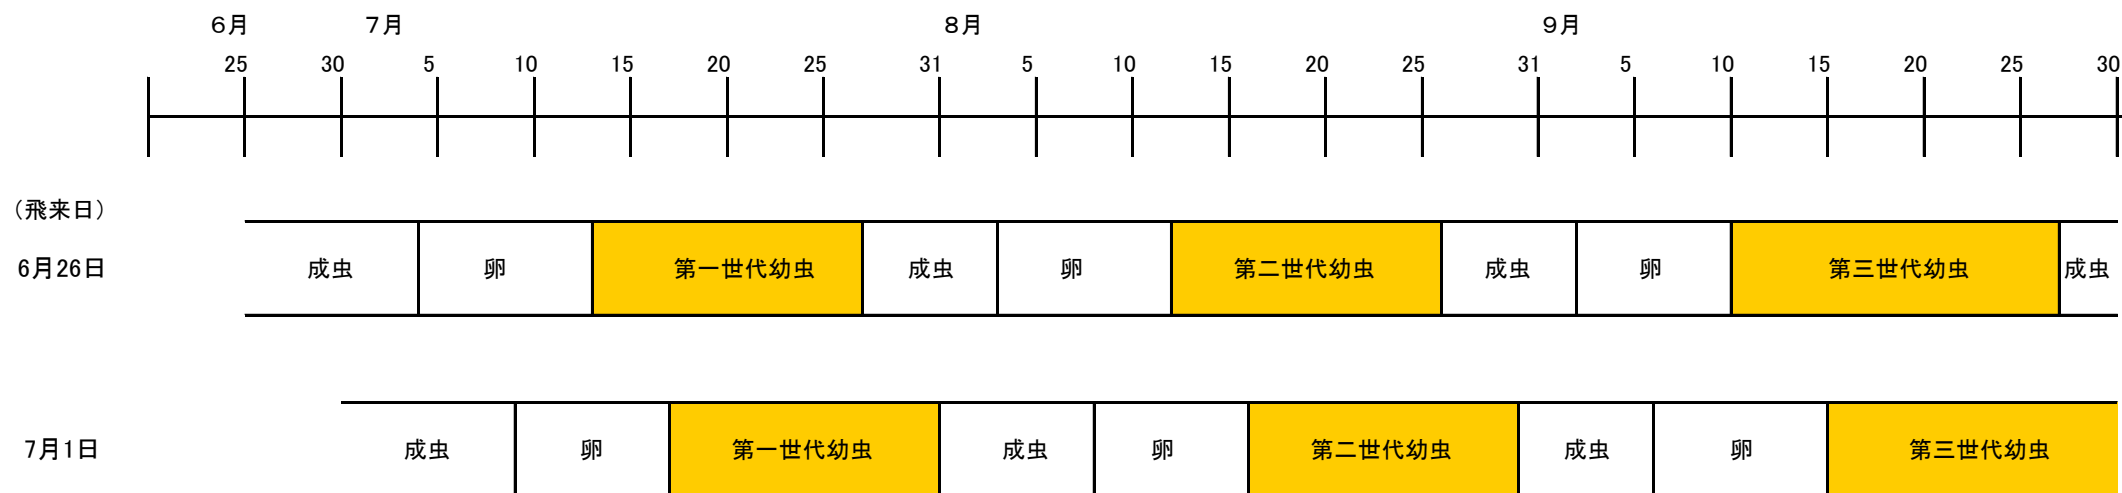 ６月 ７月 ８月 ９月
25 30 5 10 15 20 25 31 5 10 15 20 25 31 5 10 15 20 25 30
（飛来日）
6月26日 成虫 卵 第一世代幼虫 成虫 卵 第二世代幼虫 成虫 卵 第三世代幼虫 成虫
7月1日 成虫 卵 第一世代幼虫 成虫 卵 第二世代幼虫 成虫 卵 第三世代幼虫